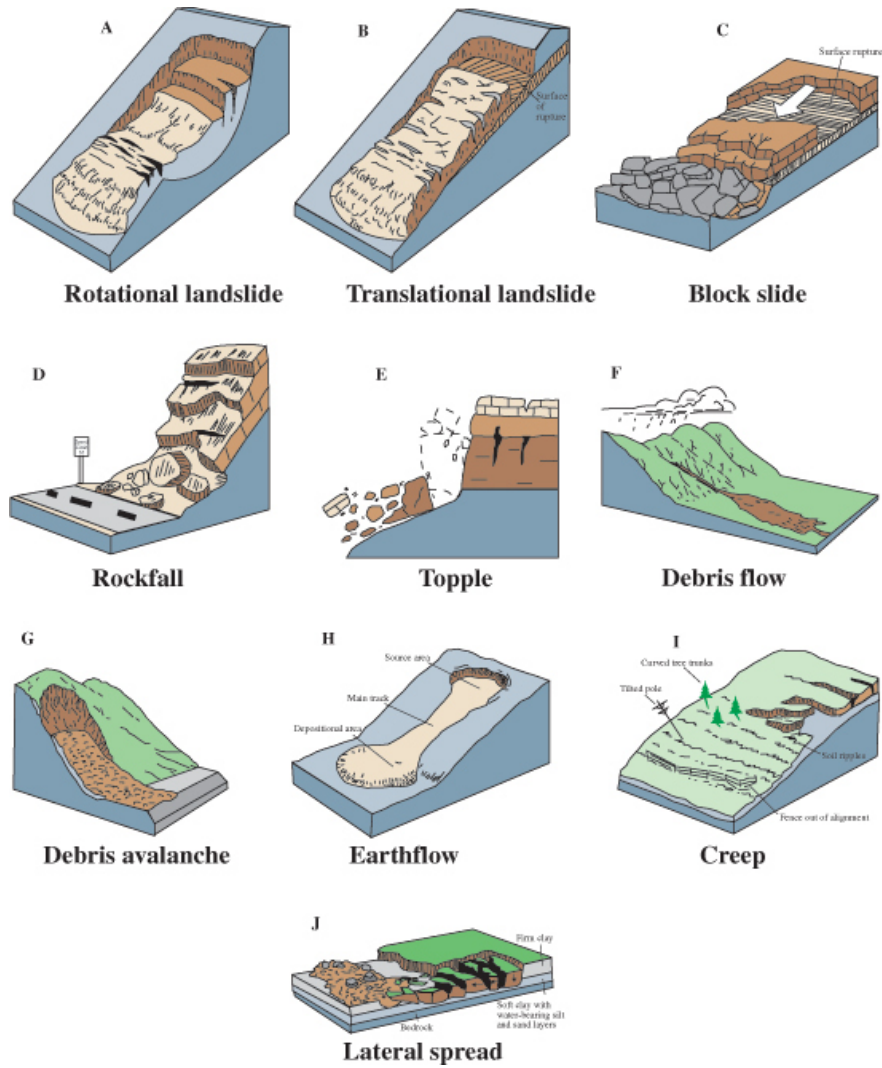 A
B
C
Surface rupture
Surface
of
rupture
Rotational landslide
Translational landslide
Block slide
D
E
F
Rockfall
Topple
Debris flow
G
H
I
Source area
Main track
Depositional area
Curved tree trunks
Tilted pole
Soil ripples
Fence out of alignment
Debris avalanche
Earthflow
Creep
J
Firm clay
Soft clay with
water-bearing silt
and sand layers
Bedrock
Lateral spread